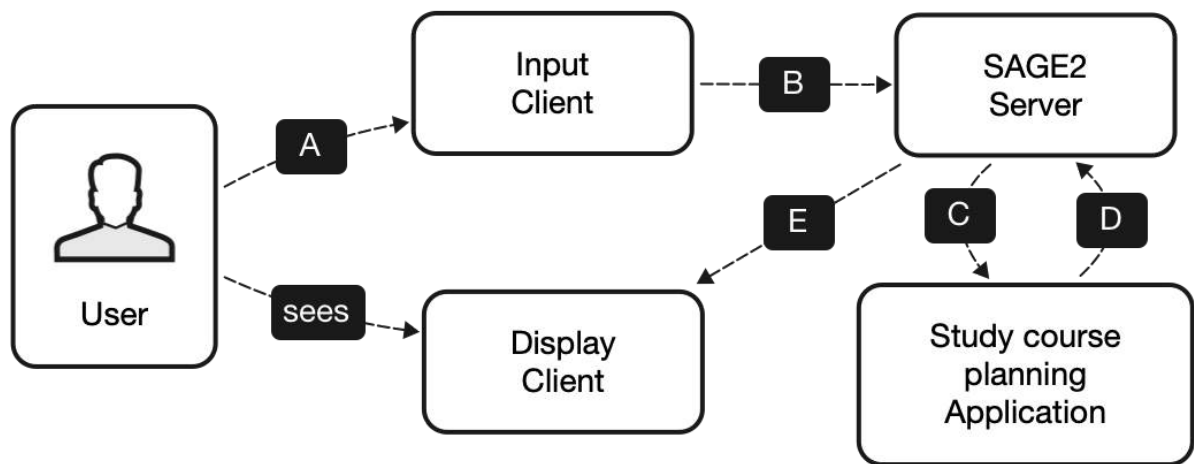 Input
Client
B
SAGE2
Server
A
User
sees
E
C
D
Display
Client
Study course
planning
Application